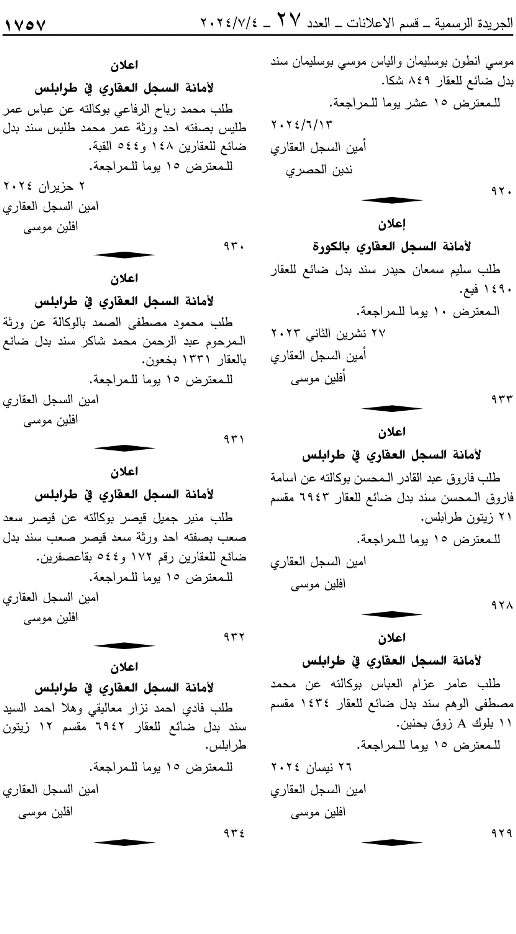 الجريدة الرسمية – قسم الاعلانات – العدد ٢٧ – ٢٠٢٤/٧/٤
١٧٥٧
موسي انطون بوسليمان والياس موسي بوسليمان سند
بدل ضائع للعقار ٨٤٩ شكا.
للمعترض ١٥ عشر يوما للمراجعة.
٢٠٢٤/٦/١٣
أمين السجل العقاري
ندين الحصري
٩٢٠
إعلان
لأمانة السجل العقاري بالكورة
طلب سليم سمعان حيدر سند بدل ضائع للعقار
١٤٩٠ فيع.
المعترض ١٠ يوما للمراجعة.
٢٧ تشرين الثاني ٢٠٢٣
أمين السجل العقاري
أفلين موسى
٩٣٣
اعلان
لأمانة السجل العقاري في طرابلس
طلب فاروق عبد القادر المحسن بوكالته عن اسامة
فاروق المحسن سند بدل ضائع للعقار ٦٩٤٣ مقسم
٢١ زيتون طرابلس.
للمعترض ١٥ يوما للمراجعة.
امين السجل العقاري
افلين موسى
٩٢٨
اعلان
لأمانة السجل العقاري في طرابلس
طلب عامر عزام العباس بوكالته عن محمد
مصطفى الوهم سند بدل ضائع للعقار ١٤٣٤ مقسم
١١ بلوك A زوق بحنين.
للمعترض ١٥ يوما للمراجعة.
٢٦ نيسان ٢٠٢٤
امين السجل العقاري
افلين موسى
٩٢٩
اعلان
لأمانة السجل العقاري في طرابلس
طلب محمد رباح الرفاعي بوكالته عن عباس عمر
طليس بصفته احد ورثة عمر محمد طليس سند بدل
ضائع للعقارين ١٤٨ و٥٤٤ القبة.
للمعترض ١٥ يوما للمراجعة.
٢ حزيران ٢٠٢٤
امين السجل العقاري
افلين موسى
٩٣٠
اعلان
لأمانة السجل العقاري في طرابلس
طلب محمود مصطفى الصمد بالوكالة عن ورثة
المرحوم عبد الرحمن محمد شاكر سند بدل ضائع
بالعقار ١٣٣١ بخعون.
للمعترض ١٥ يوما للمراجعة.
امين السجل العقاري
افلين موسى
٩٣١
اعلان
لأمانة السجل العقاري في طرابلس
طلب منير جميل قيصر بوكالته عن قيصر سعد
صعب بصفته احد ورثة سعد قيصر صعب سند بدل
ضائع للعقارين رقم ١٧٢ و٥٤٤ بقاعصفرين.
للمعترض ١٥ يوما للمراجعة.
امين السجل العقاري
افلين موسى
٩٣٢
اعلان
لأمانة السجل العقاري في طرابلس
طلب فادي احمد نزار معاليقي وهلا احمد السيد
سند بدل ضائع للعقار ٦٩٤٢ مقسم ١٢ زيتون
طرابلس.
للمعترض ١٥ يوما للمراجعة.
امين السجل العقاري
افلين موسى
٩٣٤